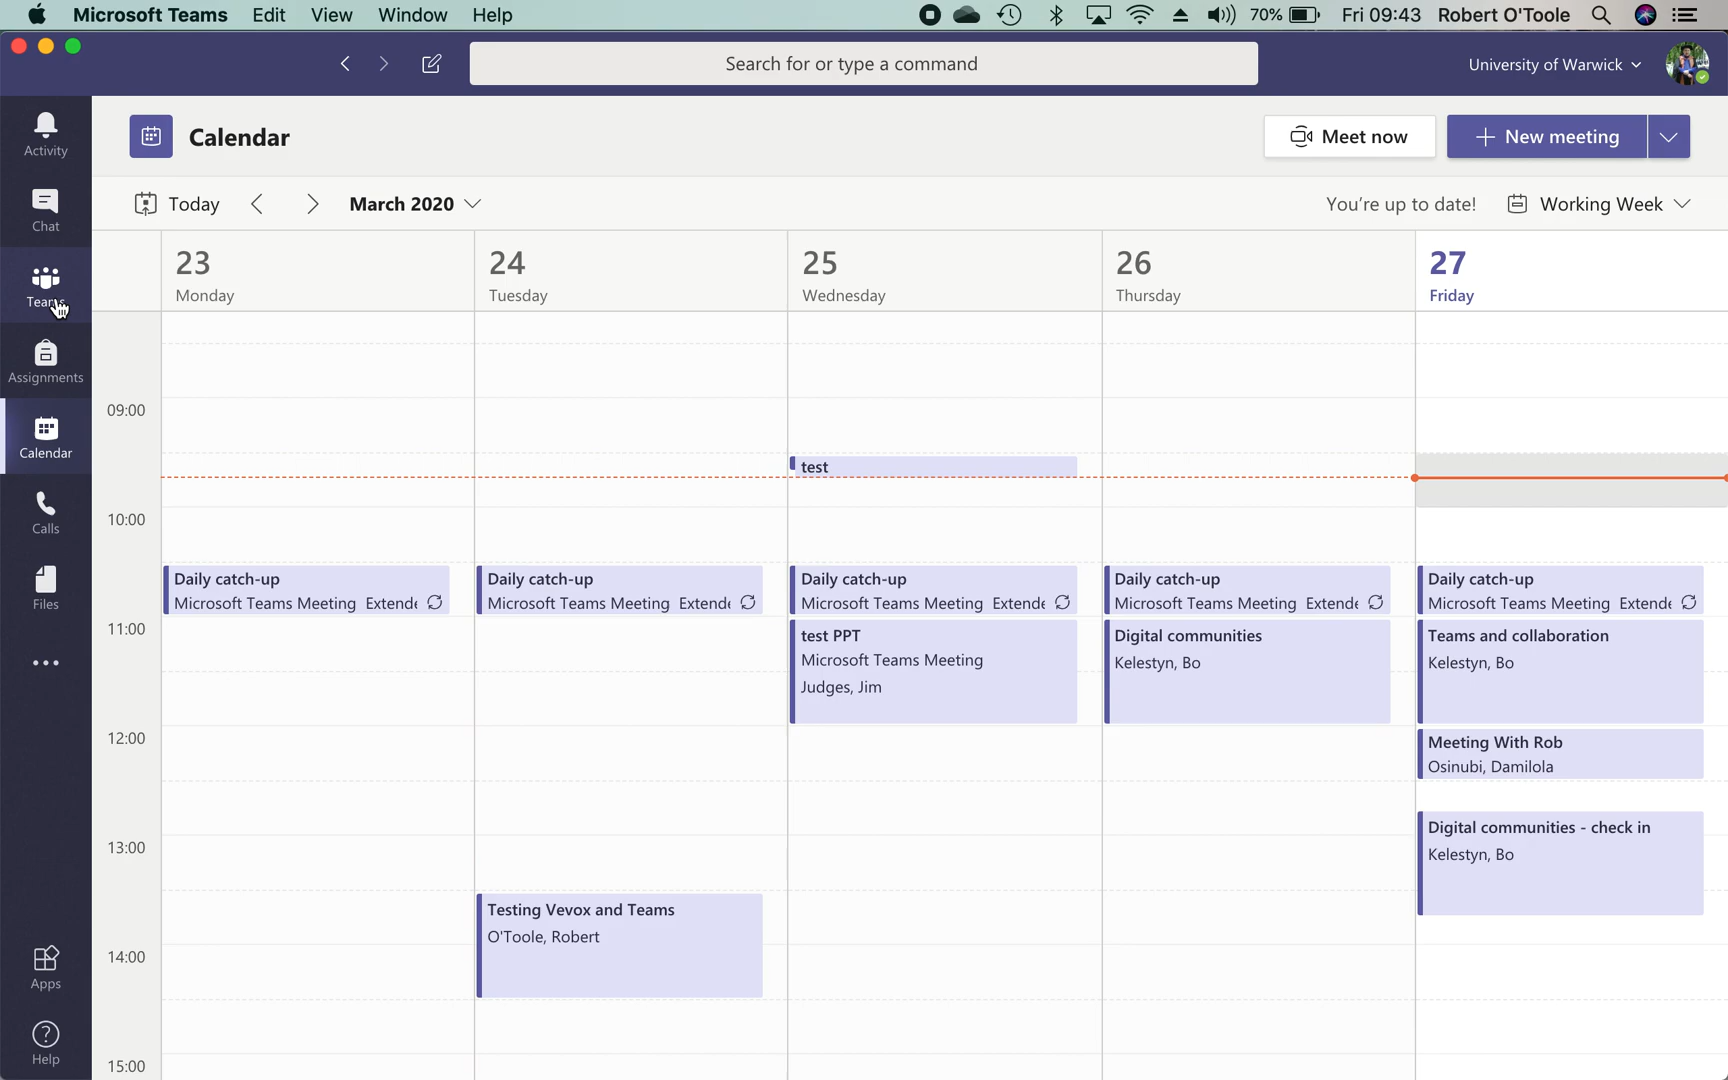 Microsoft Teams Edit View Window Help 70% Fri 09:43 Robert O'Toole
Search for or type a command
University of Warwick
Activity
Chat
Teams
Assignments
Calendar
Calls
Files
Apps
Help
Calendar
Meet now
New meeting
Today
March 2020
You're up to date!
Working Week
23
Monday
24
Tuesday
25
Wednesday
26
Thursday
27
Friday
09:00
10:00
11:00
12:00
13:00
14:00
15:00
Daily catch-up
Microsoft Teams Meeting Extende
Daily catch-up
Microsoft Teams Meeting Extende
Testing Vevox and Teams
O'Toole, Robert
test
Daily catch-up
Microsoft Teams Meeting Extende
test PPT
Microsoft Teams Meeting
Judges, Jim
Daily catch-up
Microsoft Teams Meeting Extende
Digital communities
Kelestyn, Bo
Daily catch-up
Microsoft Teams Meeting Extende
Teams and collaboration
Kelestyn, Bo
Meeting With Rob
Osinubi, Damilola
Digital communities - check in
Kelestyn, Bo